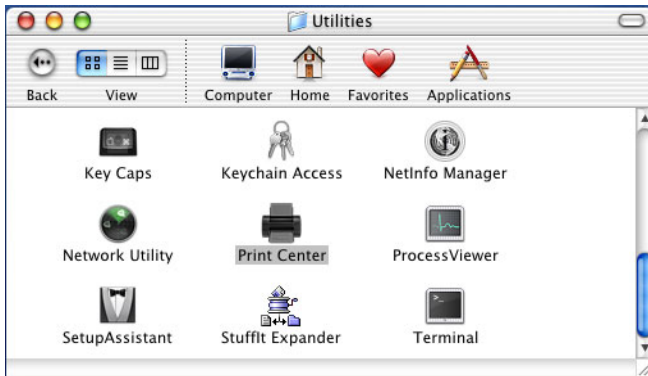 Utilities
Back
View
Computer
Home
Favorites
Applications
Key Caps
Keychain Access
NetInfo Manager
Network Utility
Print Center
ProcessViewer
SetupAssistant
StuffIt Expander
Terminal